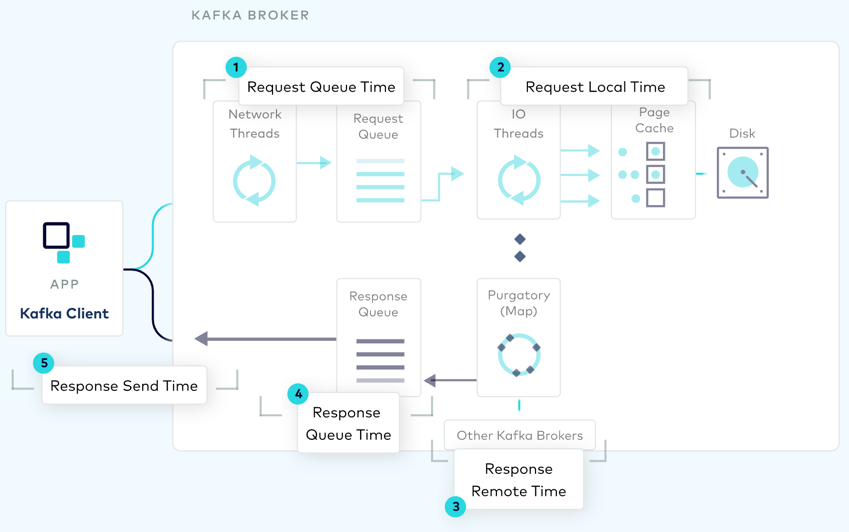 KAFKA BROKER
1
Request Queue Time
2
Request Local Time
Network
Threads
Request
Queue
IO
Threads
Page
Cache
Disk
APP
Kafka Client
Response
Queue
Purgatory
(Map)
5
Response Send Time
4
Response
Queue Time
Other Kafka Brokers
Response
Remote Time
3